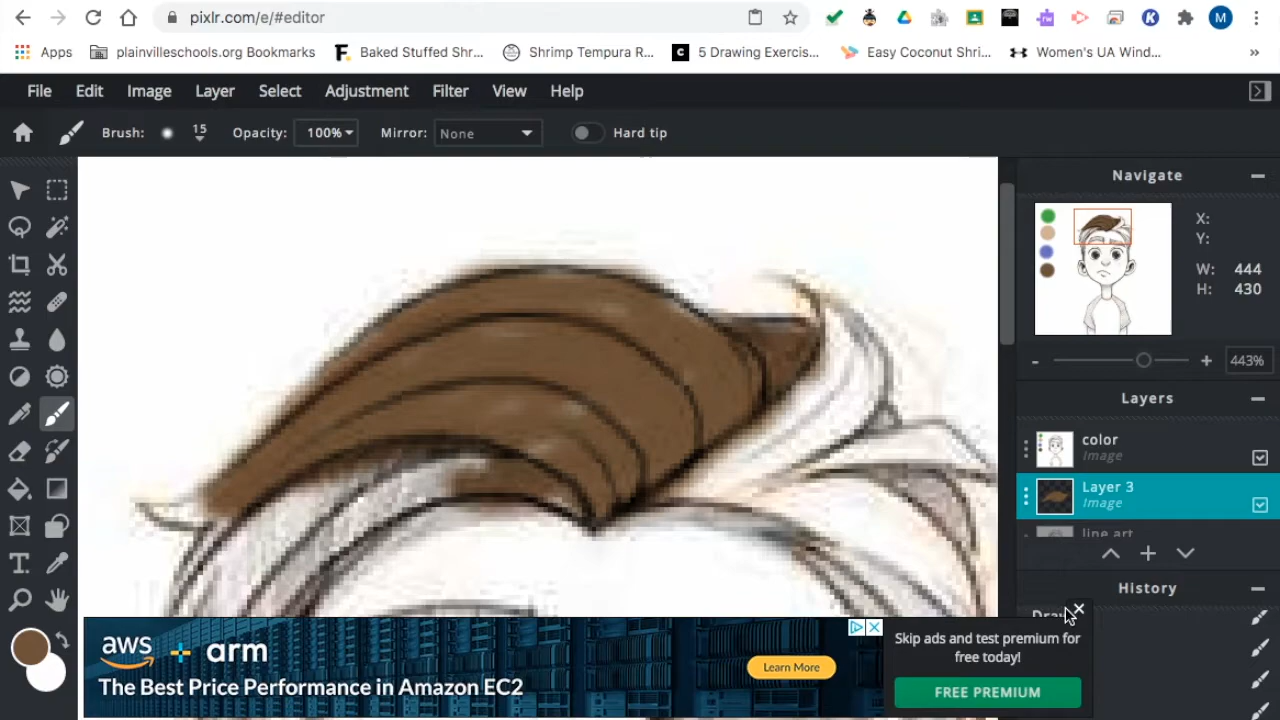 pixlr.com/e/#editor
M
Apps plainvilleschools.org Bookmarks Baked Stuffed Shr... Shrimp Tempura R... 5 Drawing Exercis... Easy Coconut Shri... Women's UA Wind... »
File Edit Image Layer Select Adjustment Filter View Help
Brush: 15 Opacity: 100% Mirror: None Hard tip
Navigate
X:
Y:
W: 444
H: 430
- + 443%
Layers
color
Image
Layer 3
Image
line art
History
aws + arm
The Best Price Performance in Amazon EC2
Learn More
Skip ads and test premium for
free today!
FREE PREMIUM